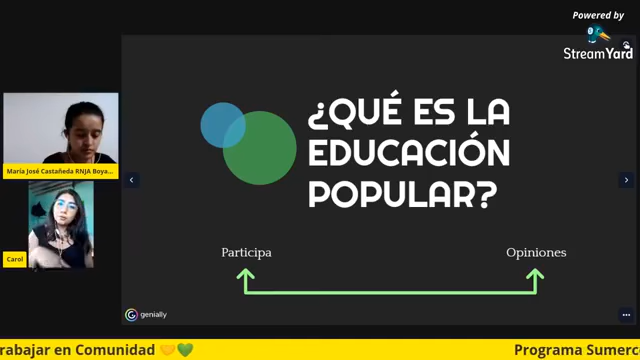 Powered by
StreamYard
¿QUÉ ES LA
EDUCACIÓN
POPULAR?
María José Castañeda RNJA Boya...
Carol
Participa
Opiniones
genially
rabajar en Comunidad 🧡💚
Programa Sumerc